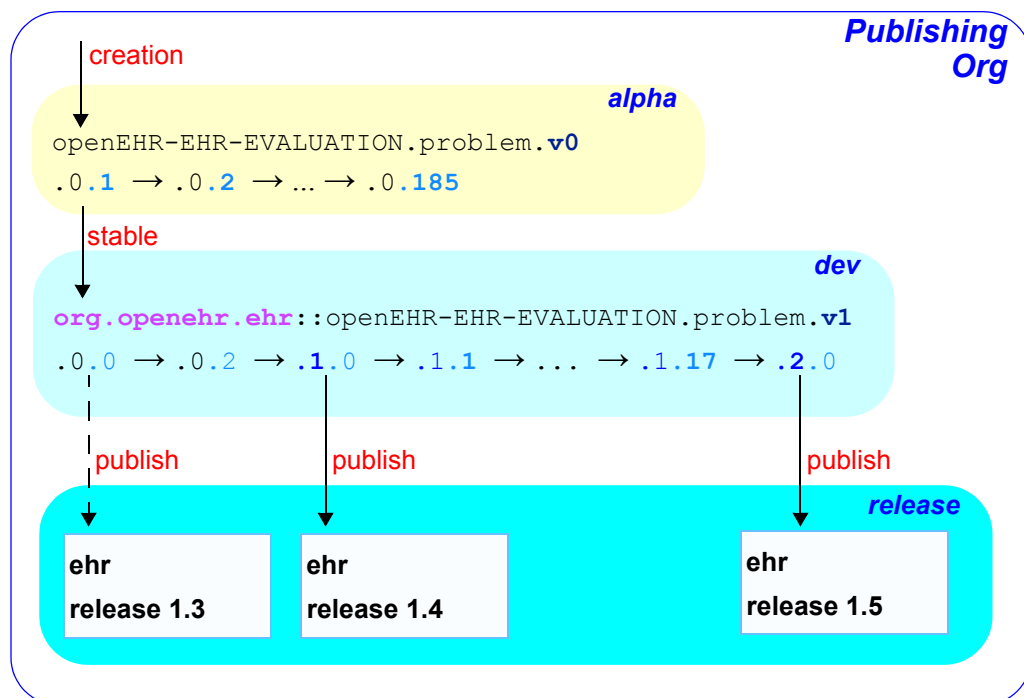 Publishing
Org
creation
alpha
openEHR-EHR-EVALUATION.problem.v0
.0.1 → .0.2 → ... → .0.185
stable
dev
org.openehr.ehr::openEHR-EHR-EVALUATION.problem.v1
.0.0 → .0.2 → .1.0 → .1.1 → ... → .1.17 → .2.0
publish publish publish
release
ehr ehr ehr
release 1.3 release 1.4 release 1.5